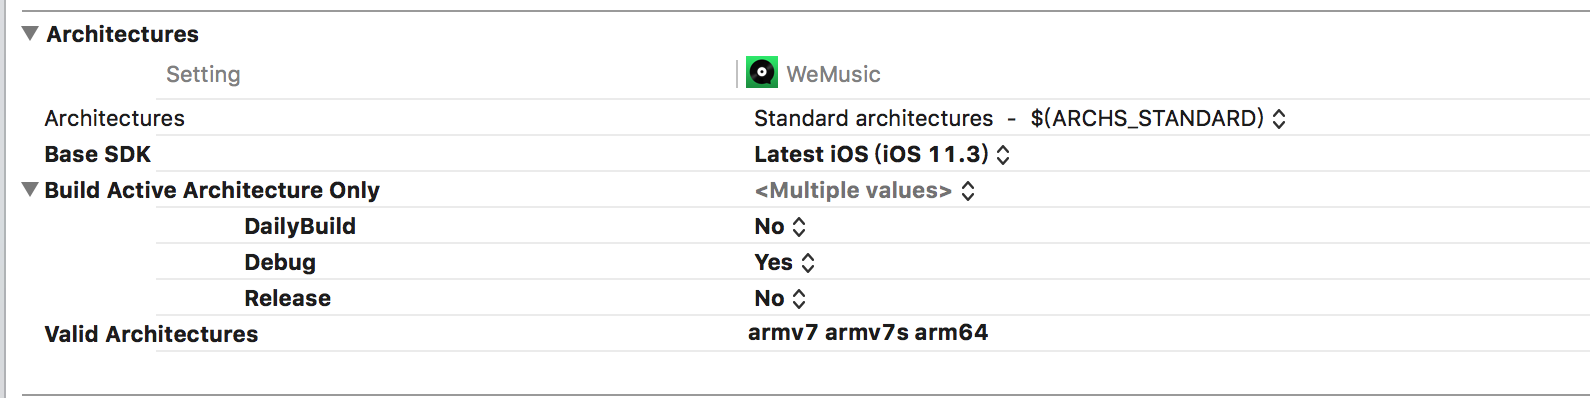 Architectures
Setting WeMusic
Architectures Standard architectures - $(ARCHS_STANDARD)
Base SDK Latest iOS (iOS 11.3)
Build Active Architecture Only <Multiple values>
DailyBuild No
Debug Yes
Release No
Valid Architectures armv7 armv7s arm64